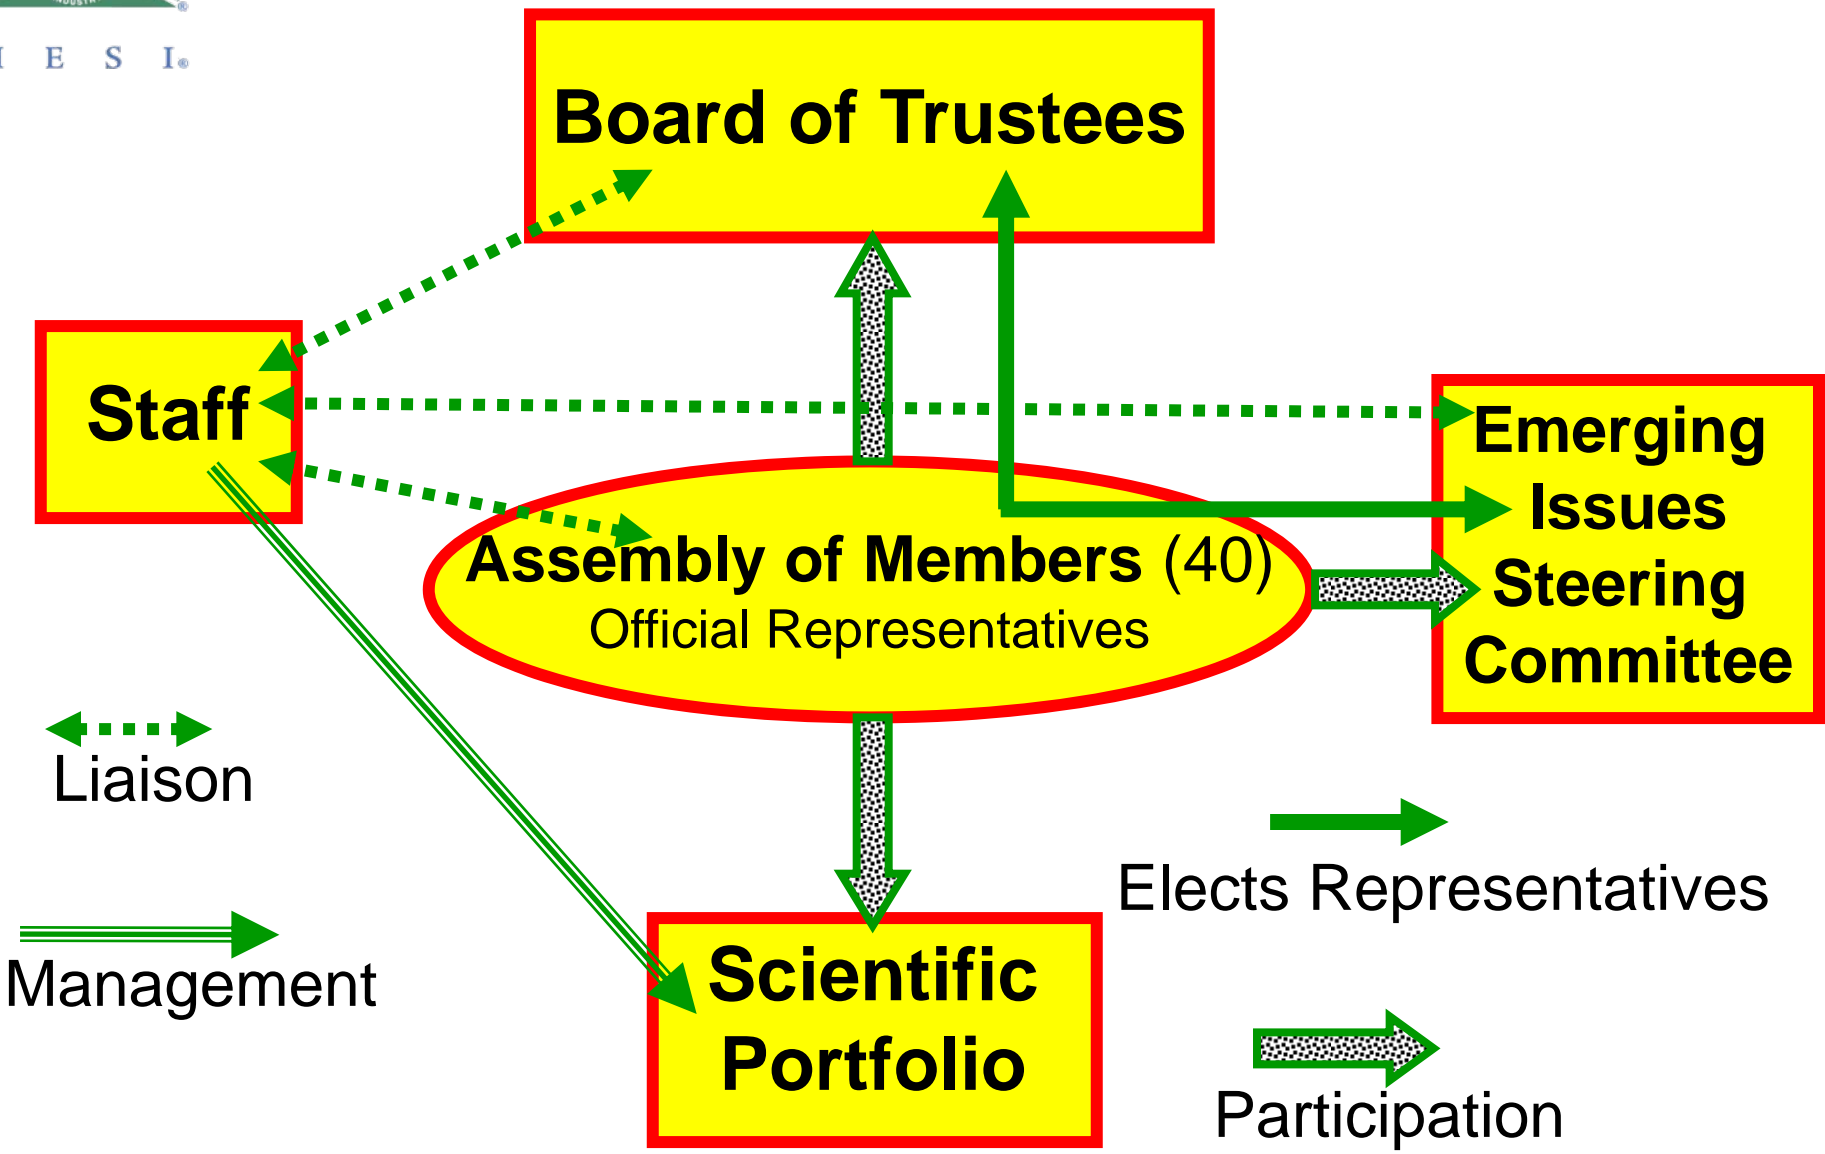 E S I®
Board of Trustees
Staff
Emerging
Issues
Steering
Committee
Assembly of Members (40)
Official Representatives
Liaison
Management
Elects Representatives
Scientific
Portfolio
Participation